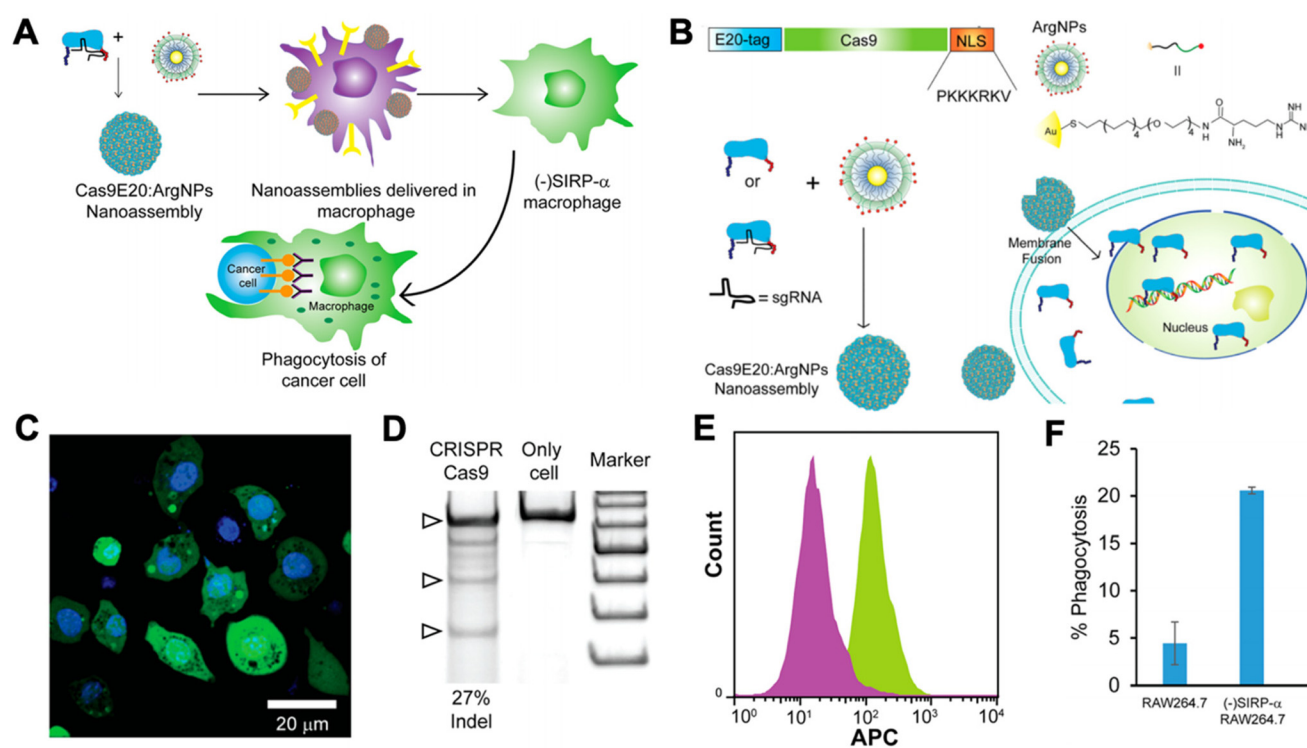 A
+
Cas9E20:ArgNPs
Nanoassembly
Nanoassemblies delivered in
macrophage
(-)SIRP-α
macrophage
Cancer
cell
Macrophage
Phagocytosis of
cancer cell
B
E20-tag
Cas9
NLS
PKKKRKV
ArgNPs
Au
S
4
O
4
N
H
O
NH₂
N
H
NH
or
+
= sgRNA
Cas9E20:ArgNPs
Nanoassembly
Membrane
Fusion
Nucleus
C
20 μm
D
CRISPR
Cas9
Only
cell
Marker
27%
Indel
E
Count
0
10⁰
10¹
10²
10³
10⁴
APC
F
% Phagocytosis
25
20
15
10
5
0
RAW264.7
(-)SIRP-α
RAW264.7